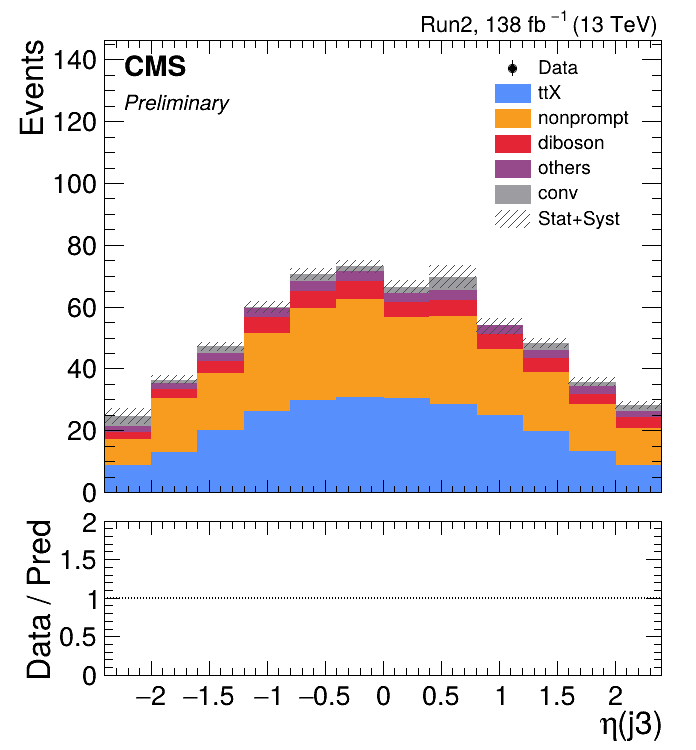 Run2, 138 fb⁻¹ (13 TeV)
CMS
Preliminary
Data
ttX
nonprompt
diboson
others
conv
Stat+Syst
Events
140
120
100
80
60
40
20
0
Data / Pred
2
1.5
1
0.5
0
−2 −1.5 −1 −0.5 0 0.5 1 1.5 2
η(j3)